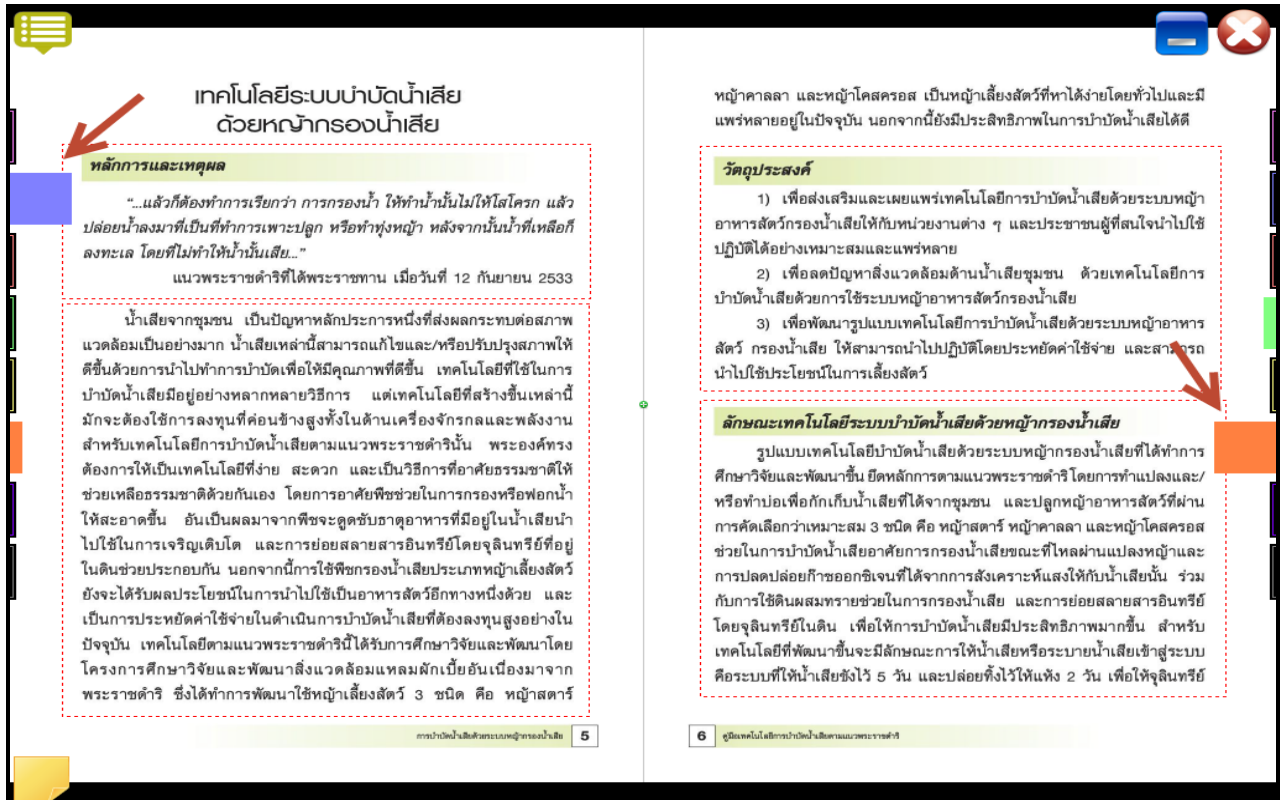 เทคโนโลยีระบบบำบัดน้ำเสีย
ด้วยหญ้ากรองน้ำเสีย
หลักการและเหตุผล
“...แล้วก็ต้องทำการเรียกว่า การกรองน้ำ ให้ทำน้ำนั้นไม่ให้โสโครก แล้ว
ปล่อยน้ำลงมาที่เป็นที่ทำการเพาะปลูก หรือทำทุ่งหญ้า หลังจากนั้นน้ำที่เหลือก็
ลงทะเล โดยที่ไม่ทำให้น้ำนั้นเสีย...”
แนวพระราชดำริที่ได้พระราชทาน เมื่อวันที่ 12 กันยายน 2533
น้ำเสียจากชุมชน เป็นปัญหาหลักประการหนึ่งที่ส่งผลกระทบต่อสภาพ
แวดล้อมเป็นอย่างมาก น้ำเสียเหล่านี้สามารถแก้ไขและ/หรือปรับปรุงสภาพให้
ดีขึ้นด้วยการนำไปทำการบำบัดเพื่อให้มีคุณภาพที่ดีขึ้น เทคโนโลยีที่ใช้ในการ
บำบัดน้ำเสียมีอยู่อย่างหลากหลายวิธีการ แต่เทคโนโลยีที่สร้างขึ้นเหล่านี้
มักจะต้องใช้การลงทุนที่ค่อนข้างสูงทั้งในด้านเครื่องจักรกลและพลังงาน
สำหรับเทคโนโลยีการบำบัดน้ำเสียตามแนวพระราชดำรินั้น พระองค์ทรง
ต้องการให้เป็นเทคโนโลยีที่ง่าย สะดวก และเป็นวิธีการที่อาศัยธรรมชาติให้
ช่วยเหลือธรรมชาติด้วยกันเอง โดยการอาศัยพืชช่วยในการกรองหรือฟอกน้ำ
ให้สะอาดขึ้น อันเป็นผลมาจากพืชจะดูดซับธาตุอาหารที่มีอยู่ในน้ำเสียนำ
ไปใช้ในการเจริญเติบโต และการย่อยสลายสารอินทรีย์โดยจุลินทรีย์ที่อยู่
ในดินช่วยประกอบกัน นอกจากนี้การใช้พืชกรองน้ำเสียประเภทหญ้าเลี้ยงสัตว์
ยังจะได้รับผลประโยชน์ในการนำไปใช้เป็นอาหารสัตว์อีกทางหนึ่งด้วย และ
เป็นการประหยัดค่าใช้จ่ายในดำเนินการบำบัดน้ำเสียที่ต้องลงทุนสูงอย่างใน
ปัจจุบัน เทคโนโลยีตามแนวพระราชดำรินี้ได้รับการศึกษาวิจัยและพัฒนาโดย
โครงการศึกษาวิจัยและพัฒนาสิ่งแวดล้อมแหลมผักเบี้ยอันเนื่องมาจาก
พระราชดำริ ซึ่งได้ทำการพัฒนาใช้หญ้าเลี้ยงสัตว์ 3 ชนิด คือ หญ้าสตาร์
การบำบัดน้ำเสียด้วยระบบหญ้ากรองน้ำเสีย 5
หญ้าคาลลา และหญ้าโคสครอส เป็นหญ้าเลี้ยงสัตว์ที่หาได้ง่ายโดยทั่วไปและมี
แพร่หลายอยู่ในปัจจุบัน นอกจากนี้ยังมีประสิทธิภาพในการบำบัดน้ำเสียได้ดี
วัตถุประสงค์
1) เพื่อส่งเสริมและเผยแพร่เทคโนโลยีการบำบัดน้ำเสียด้วยระบบหญ้า
อาหารสัตว์กรองน้ำเสียให้กับหน่วยงานต่าง ๆ และประชาชนผู้ที่สนใจนำไปใช้
ปฏิบัติได้อย่างเหมาะสมและแพร่หลาย
2) เพื่อลดปัญหาสิ่งแวดล้อมด้านน้ำเสียชุมชน ด้วยเทคโนโลยีการ
บำบัดน้ำเสียด้วยการใช้ระบบหญ้าอาหารสัตว์กรองน้ำเสีย
3) เพื่อพัฒนารูปแบบเทคโนโลยีการบำบัดน้ำเสียด้วยระบบหญ้าอาหาร
สัตว์ กรองน้ำเสีย ให้สามารถนำไปปฏิบัติโดยประหยัดค่าใช้จ่าย และสามารถ
นำไปใช้ประโยชน์ในการเลี้ยงสัตว์
ลักษณะเทคโนโลยีระบบบำบัดน้ำเสียด้วยหญ้ากรองน้ำเสีย
รูปแบบเทคโนโลยีบำบัดน้ำเสียด้วยระบบหญ้ากรองน้ำเสียที่ได้ทำการ
ศึกษาวิจัยและพัฒนาขึ้น ยึดหลักการตามแนวพระราชดำริ โดยการทำแปลงและ/
หรือทำบ่อเพื่อกักเก็บน้ำเสียที่ได้จากชุมชน และปลูกหญ้าอาหารสัตว์ที่ผ่าน
การคัดเลือกว่าเหมาะสม 3 ชนิด คือ หญ้าสตาร์ หญ้าคาลลา และหญ้าโคสครอส
ช่วยในการบำบัดน้ำเสียอาศัยการกรองน้ำเสียขณะที่ไหลผ่านแปลงหญ้าและ
การปลดปล่อยก๊าซออกซิเจนที่ได้จากการสังเคราะห์แสงให้กับน้ำเสียนั้น ร่วม
กับการใช้ดินผสมทรายช่วยในการกรองน้ำเสีย และการย่อยสลายสารอินทรีย์
โดยจุลินทรีย์ในดิน เพื่อให้การบำบัดน้ำเสียมีประสิทธิภาพมากขึ้น สำหรับ
เทคโนโลยีที่พัฒนาขึ้นจะมีลักษณะการให้น้ำเสียหรือระบายน้ำเสียเข้าสู่ระบบ
คือระบบที่ให้น้ำเสียขังไว้ 5 วัน และปล่อยทิ้งไว้ให้แห้ง 2 วัน เพื่อให้จุลินทรีย์
6 คู่มือเทคโนโลยีการบำบัดน้ำเสียตามแนวพระราชดำริ